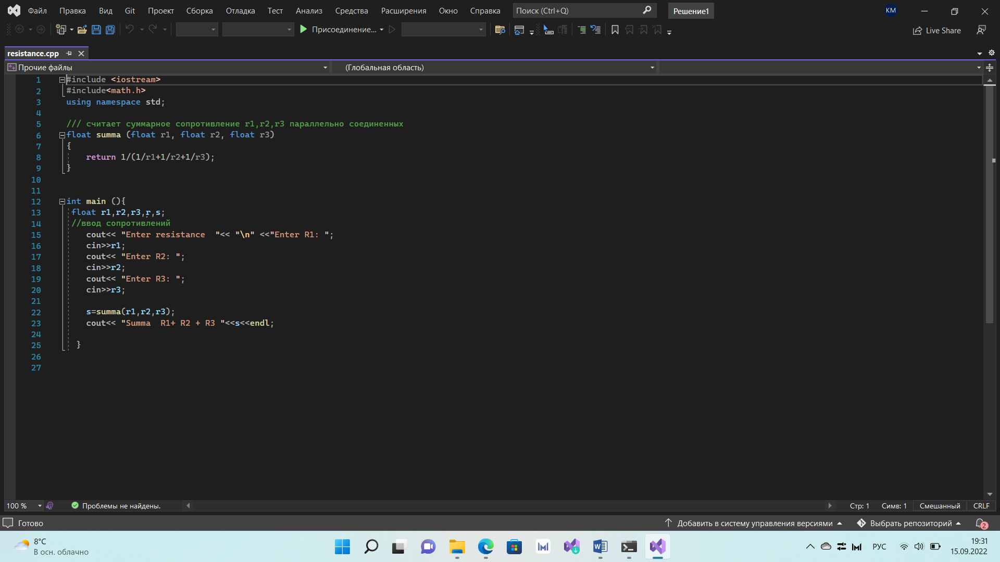 Файл Правка Вид Git Проект Сборка Отладка Тест Анализ Средства Расширения Окно Справка Поиск (Ctrl+Q) Решение1 KM
Присоединение... Live Share
resistance.cpp
Прочие файлы (Глобальная область)
1 #include <iostream>
2 #include<math.h>
3 using namespace std;
4
5 /// считает суммарное сопротивление r1,r2,r3 параллельно соединенных
6 float summa (float r1, float r2, float r3)
7 {
8 return 1/(1/r1+1/r2+1/r3);
9 }
10
11
12 int main (){
13 float r1,r2,r3,r,s;
14 //ввод сопротивлений
15 cout<< "Enter resistance  "<< "\n" <<"Enter R1: ";
16 cin>>r1;
17 cout<< "Enter R2: ";
18 cin>>r2;
19 cout<< "Enter R3: ";
20 cin>>r3;
21
22 s=summa(r1,r2,r3);
23 cout<< "Summa  R1+ R2 + R3 "<<s<<endl;
24
25 }
26
27
100 % Проблемы не найдены. Стр: 1 Симв: 1 Смешанный CRLF
Готово Добавить в систему управления версиями Выбрать репозиторий 2
8°C
В осн. облачно
РУС
19:31
15.09.2022